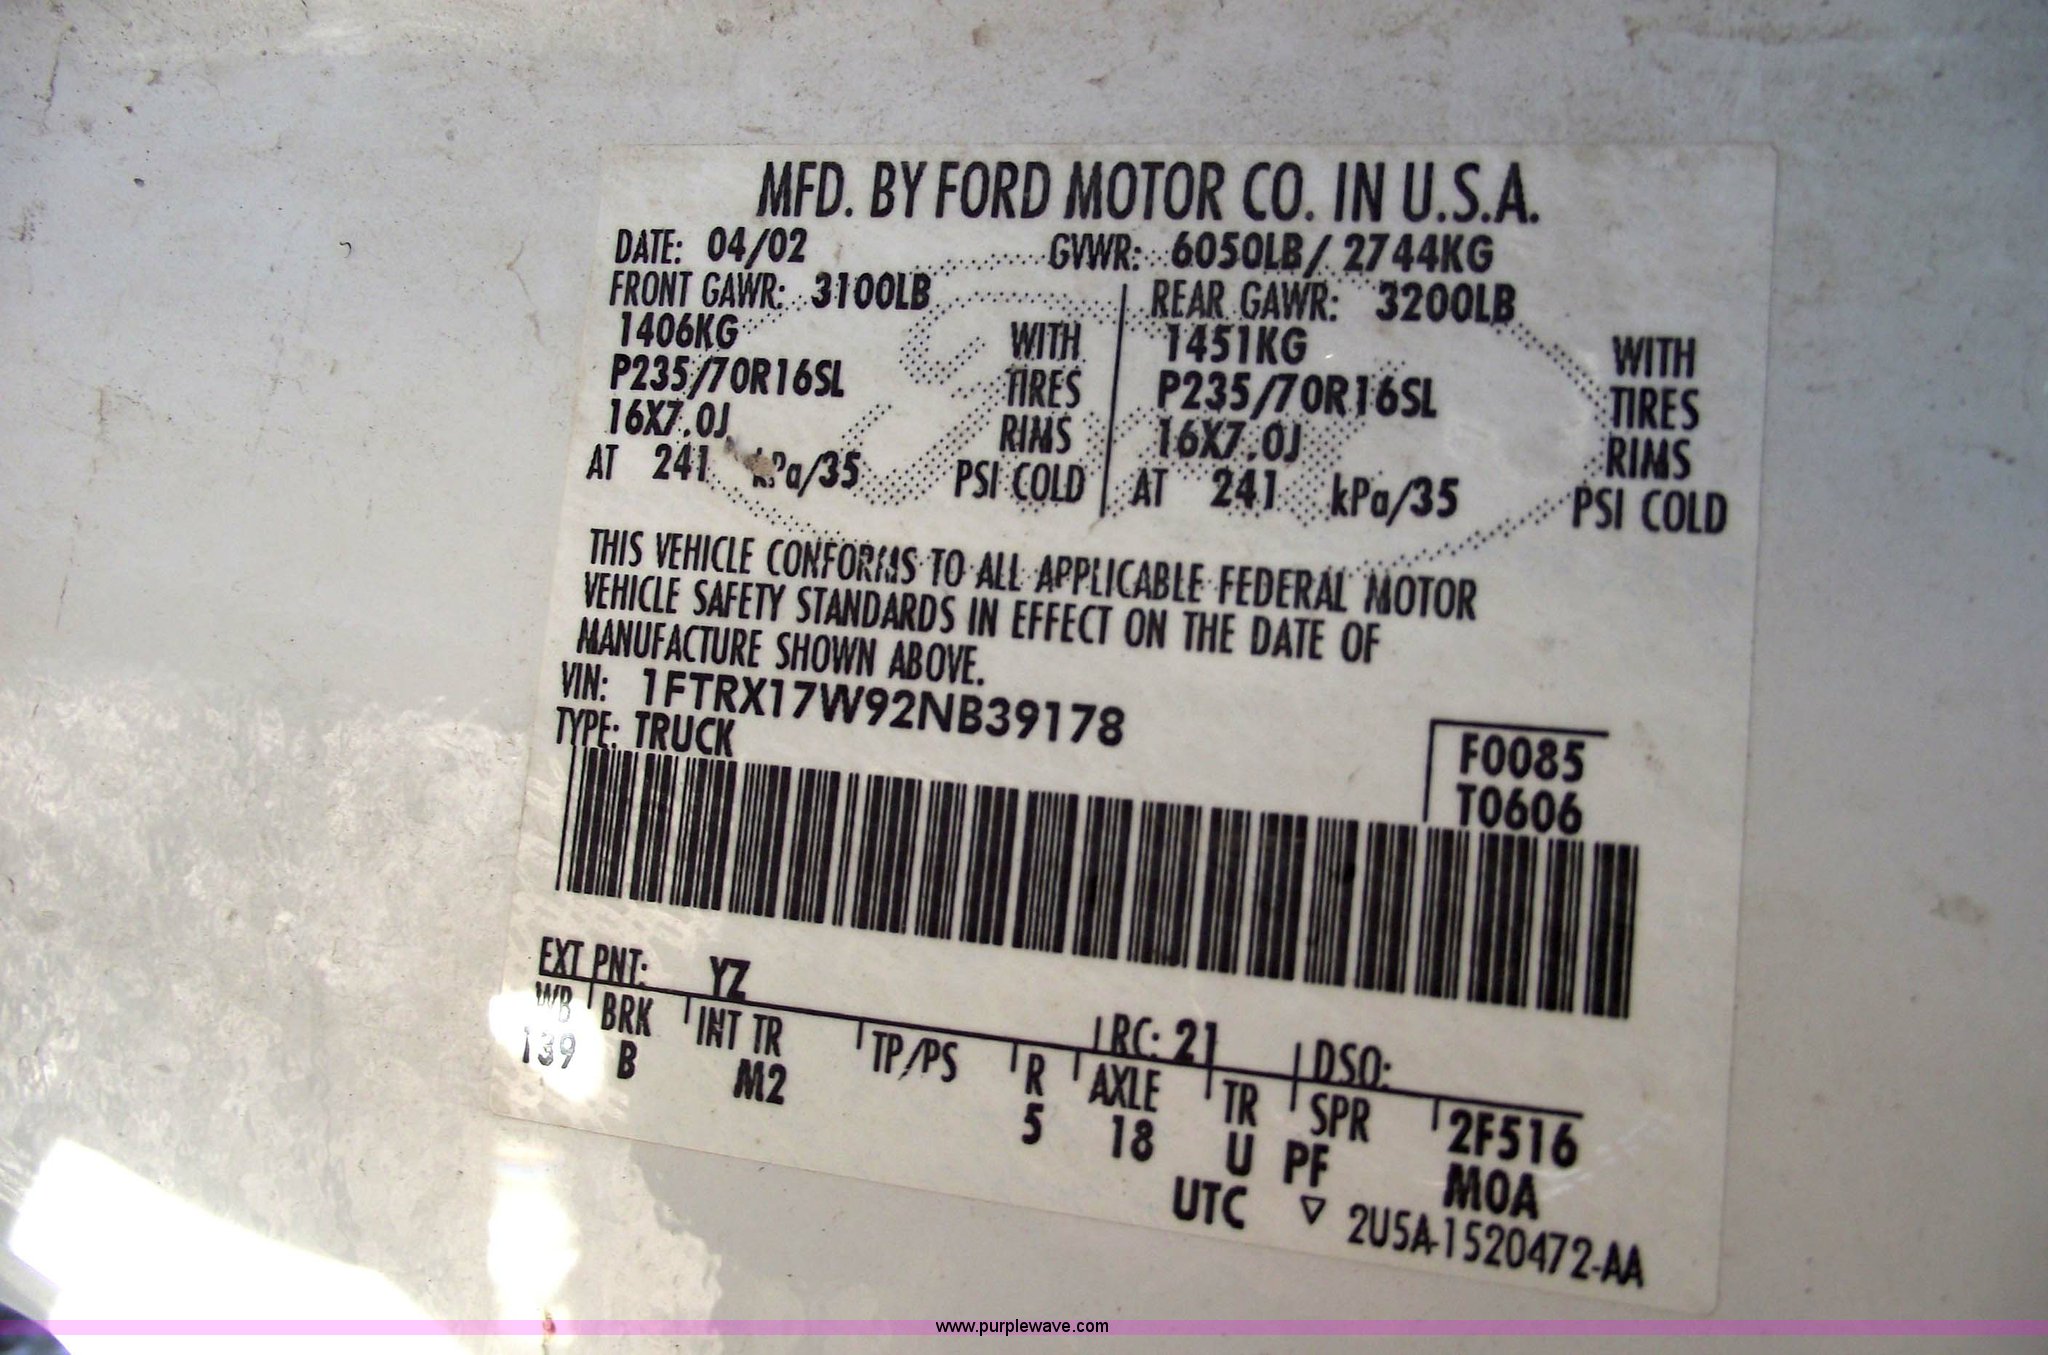 MFD. BY FORD MOTOR CO. IN U.S.A.
DATE: 04/02 GVWR: 6050LB/ 2744KG
FRONT GAWR: 3100LB REAR GAWR: 3200LB
1406KG WITH 1451KG WITH
P235/70R16SL TIRES P235/70R16SL TIRES
16X7.0J RIMS 16X7.0J RIMS
AT 241 kPa/35 PSI COLD AT 241 kPa/35 PSI COLD
THIS VEHICLE CONFORMS TO ALL APPLICABLE FEDERAL MOTOR
VEHICLE SAFETY STANDARDS IN EFFECT ON THE DATE OF
MANUFACTURE SHOWN ABOVE.
VIN: 1FTRX17W92NB39178
TYPE: TRUCK
F0085
T0606
EXT PNT: YZ RC: 21 DSO:
WB BRK INT TR TP/PS R AXLE TR SPR 2F516
139 B M2 5 18 U PF M0A
UTC ▽ 2U5A-1520472-AA
www.purplewave.com